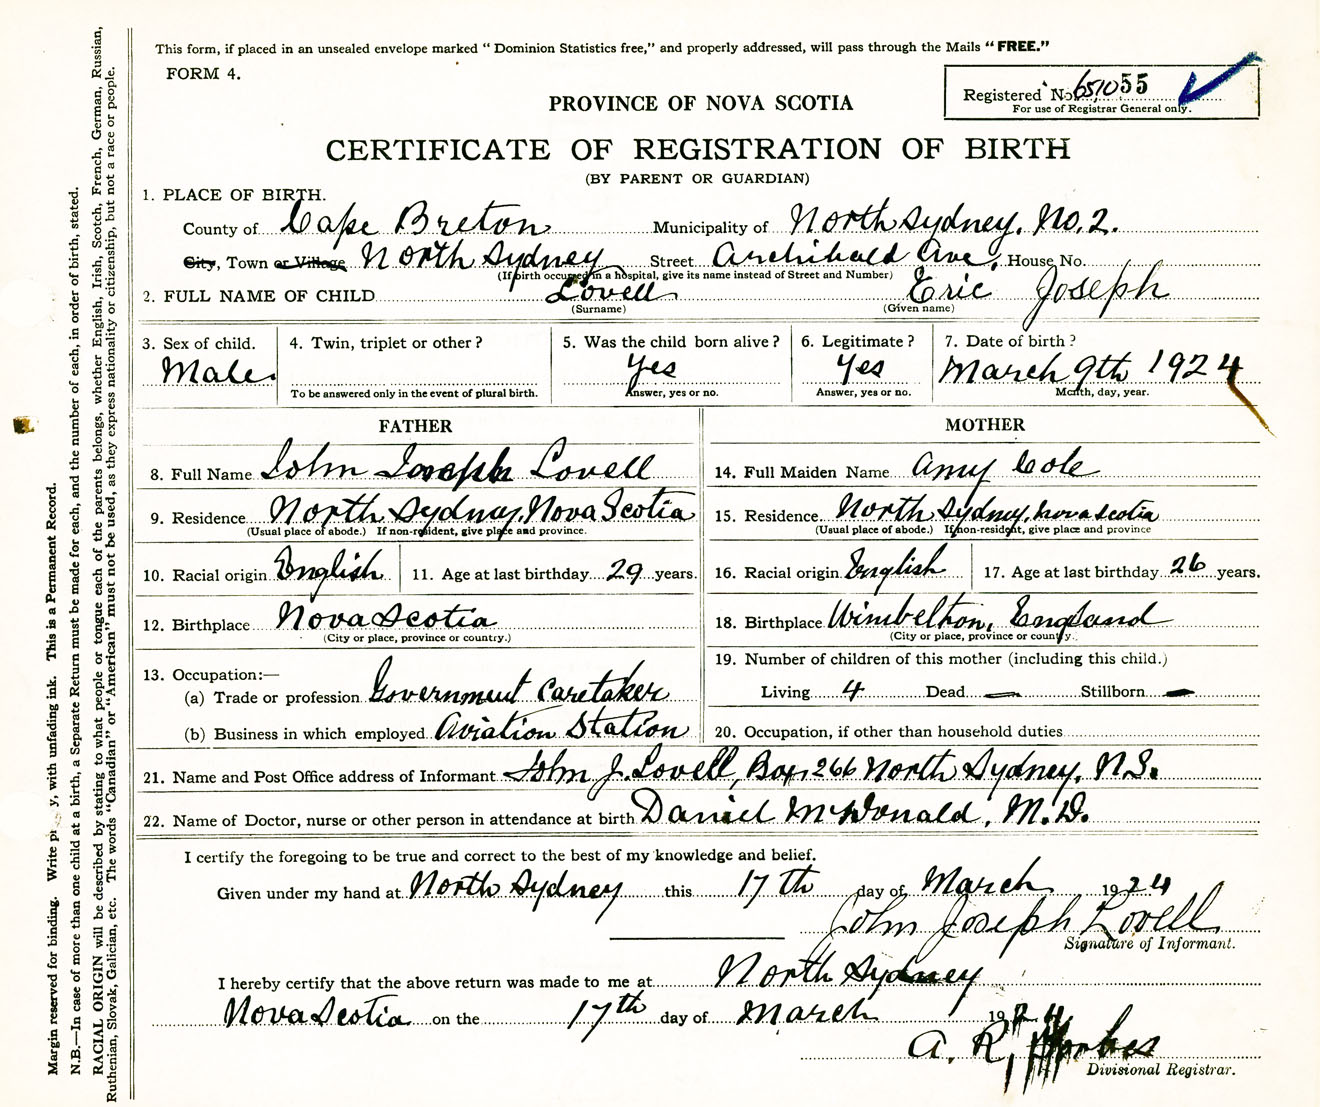 This form, if placed in an unsealed envelope marked “ Dominion Statistics free,” and properly addressed, will pass through the Mails “ FREE.”
FORM 4.
Registered No. 651055
For use of Registrar General only.
PROVINCE OF NOVA SCOTIA
CERTIFICATE OF REGISTRATION OF BIRTH
(BY PARENT OR GUARDIAN)
1. PLACE OF BIRTH.
County of Cape Breton Municipality of North Sydney, No. 2.
City, Town or Village North Sydney Street Archibald Ave, House No.
(If birth occurred in a hospital, give its name instead of Street and Number)
2. FULL NAME OF CHILD Lovell Eric Joseph
(Surname) (Given name)
3. Sex of child. 4. Twin, triplet or other? 5. Was the child born alive? 6. Legitimate? 7. Date of birth?
Male. Yes Yes March 9th 1924
To be answered only in the event of plural birth. Answer, yes or no. Answer, yes or no. Month, day, year.
FATHER MOTHER
8. Full Name John Joseph Lovell 14. Full Maiden Name Amy Cole
9. Residence North Sydney, Nova Scotia 15. Residence North Sydney, Nova Scotia
(Usual place of abode.) If non-resident, give place and province. (Usual place of abode.) If non-resident, give place and province
10. Racial origin English 11. Age at last birthday 29 years. 16. Racial origin English 17. Age at last birthday 26 years.
12. Birthplace Nova Scotia 18. Birthplace Wimbelton, England
(City or place, province or country.) (City or place, province or country.
19. Number of children of this mother (including this child.)
13. Occupation:—
(a) Trade or profession Government Caretaker Living 4 Dead — Stillborn —
(b) Business in which employed Aviation Station 20. Occupation, if other than household duties
21. Name and Post Office address of Informant John J. Lovell, Box 266 North Sydney, N.S.
22. Name of Doctor, nurse or other person in attendance at birth Daniel McDonald, M.D.
I certify the foregoing to be true and correct to the best of my knowledge and belief.
Given under my hand at North Sydney this 17th day of March 1924
John Joseph Lovell
Signature of Informant.
I hereby certify that the above return was made to me at North Sydney
Nova Scotia on the 17th day of March 1924
A. R. Forbes
Divisional Registrar.
Margin reserved for binding. Write y, with unfading ink. This is a Permanent Record.
N.B.—In case of more than one child at a birth, a Separate Return must be made for each, and the number of each, in order of birth, stated.
RACIAL ORIGIN will be described by stating to what people or tongue each of the parents belongs, whether English, Irish, Scotch, French, German, Russian,
Ruthenian, Slovak, Galician, etc. The words “Canadian” or “American” must not be used, as they express nationality or citizenship, but not a race or people.